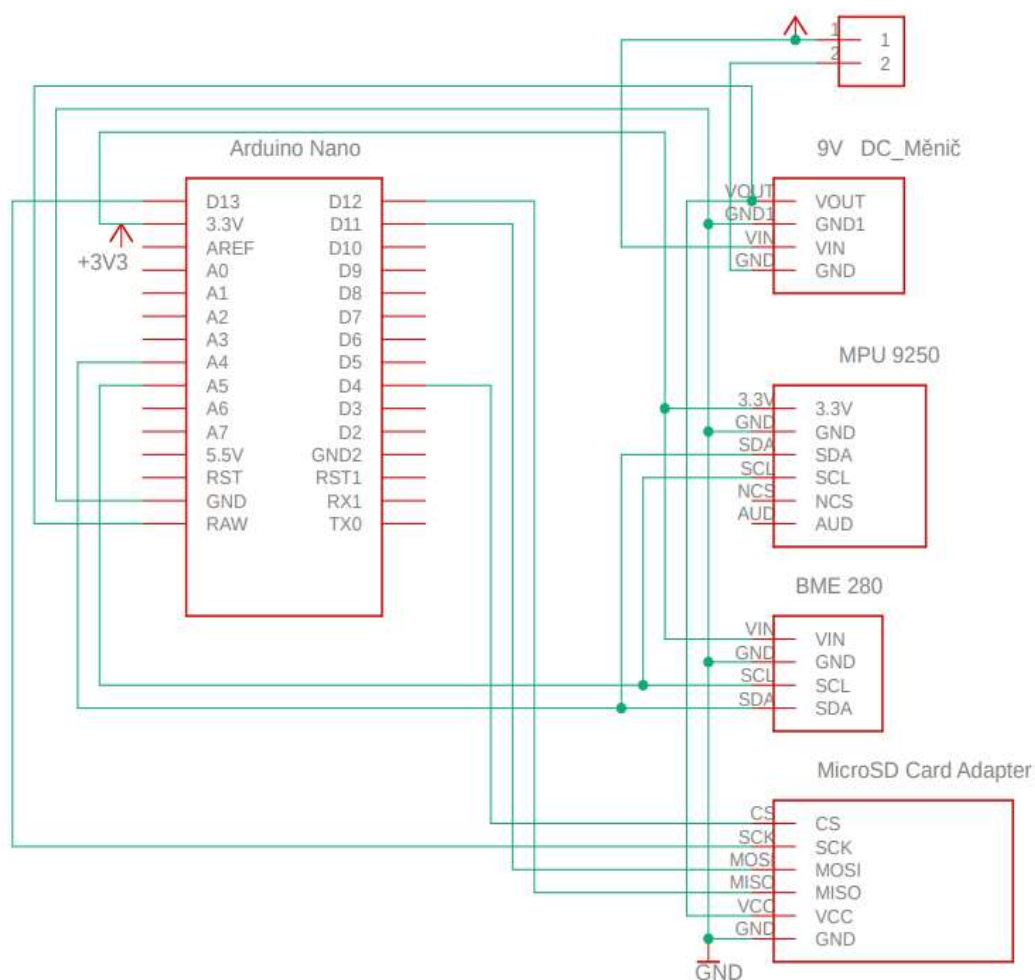 1 1
2 2
Arduino Nano
D13 D12
3.3V D11
+3V3
AREF D10
A0 D9
A1 D8
A2 D7
A3 D6
A4 D5
A5 D4
A6 D3
A7 D2
5.5V GND2
RST RST1
GND RX1
RAW TX0
9V DC_Měnič
VOUT VOUT
GND1 GND1
VIN VIN
GND GND
MPU 9250
3.3V 3.3V
GND GND
SDA SDA
SCL SCL
NCS NCS
AUD AUD
BME 280
VIN VIN
GND GND
SCL SCL
SDA SDA
MicroSD Card Adapter
CS CS
SCK SCK
MOSI MOSI
MISO MISO
VCC VCC
GND GND
GND